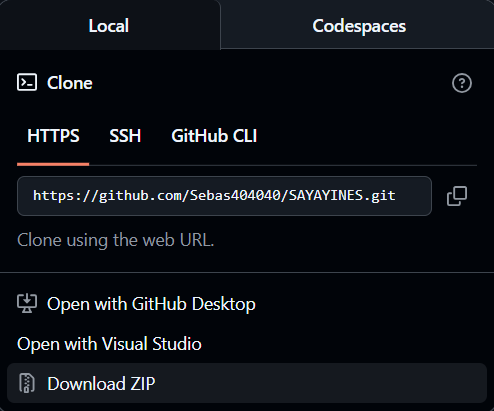 Local Codespaces
Clone
HTTPS SSH GitHub CLI
https://github.com/Sebas404040/SAYAYINES.git
Clone using the web URL.
Open with GitHub Desktop
Open with Visual Studio
Download ZIP